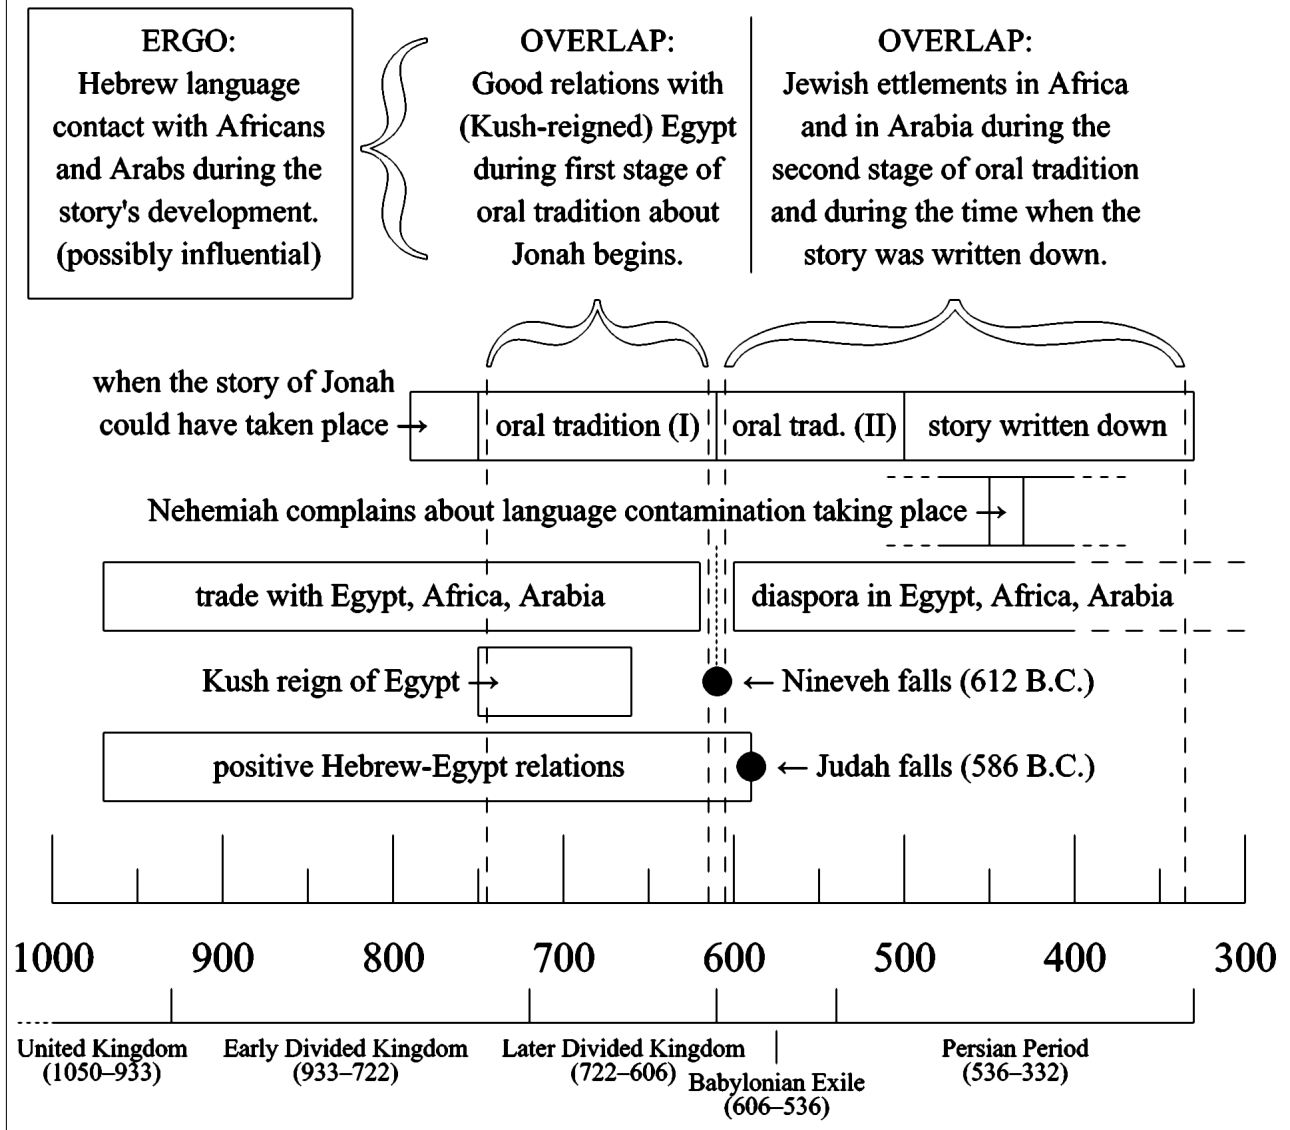 ERGO:
Hebrew language
contact with Africans
and Arabs during the
story's development.
(possibly influential)
OVERLAP:
Good relations with
(Kush-reigned) Egypt
during first stage of
oral tradition about
Jonah begins.
OVERLAP:
Jewish ettlements in Africa
and in Arabia during the
second stage of oral tradition
and during the time when the
story was written down.
when the story of Jonah
could have taken place →
oral tradition (I)
oral trad. (II)
story written down
Nehemiah complains about language contamination taking place →
trade with Egypt, Africa, Arabia
diaspora in Egypt, Africa, Arabia
Kush reign of Egypt →
← Nineveh falls (612 B.C.)
positive Hebrew-Egypt relations
← Judah falls (586 B.C.)
1000 900 800 700 600 500 400 300
United Kingdom
(1050–933)
Early Divided Kingdom
(933–722)
Later Divided Kingdom
(722–606)
Babylonian Exile
(606–536)
Persian Period
(536–332)